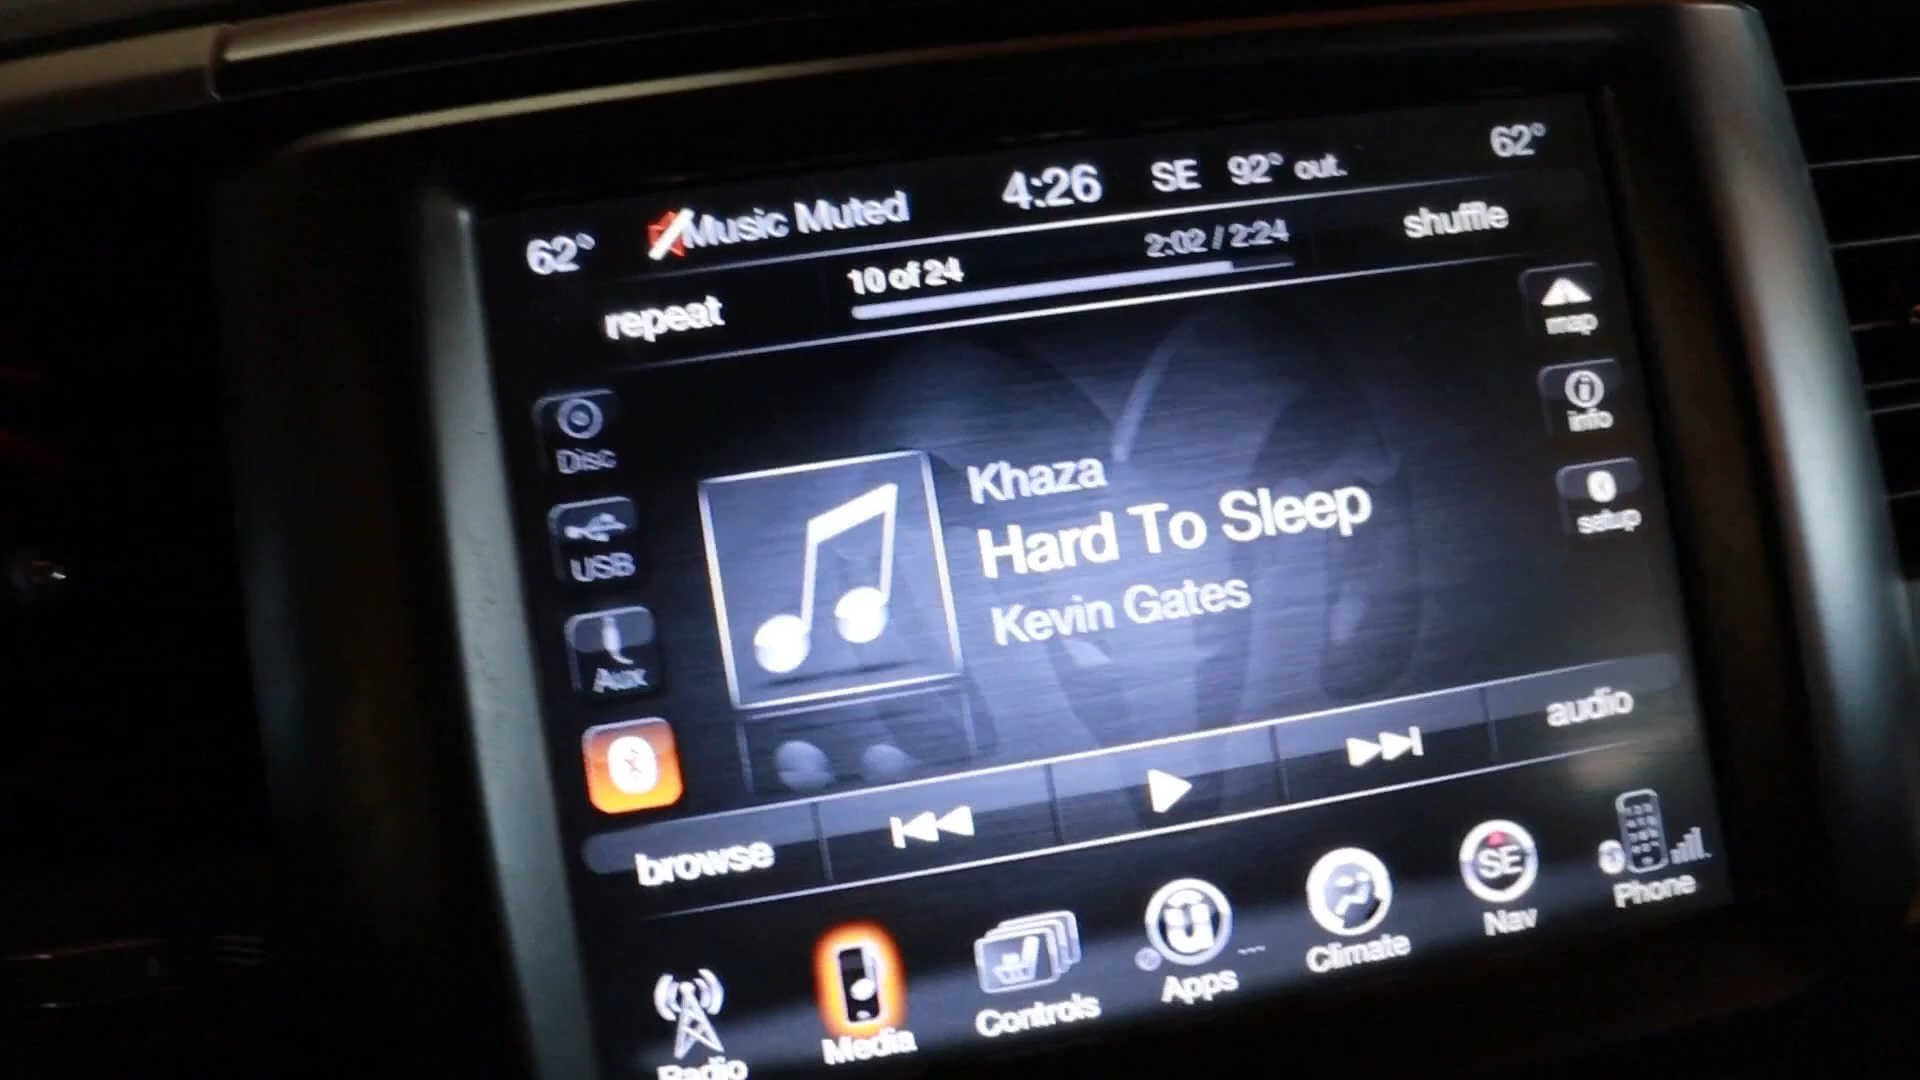 62° Music Muted 4:26 SE 92° out. 62°
repeat 10 of 24 2:02 / 2:24 shuffle
map
info
setup
Disc
USB
Aux
Khaza
Hard To Sleep
Kevin Gates
browse audio
Radio Media Controls Apps Climate Nav Phone
SE